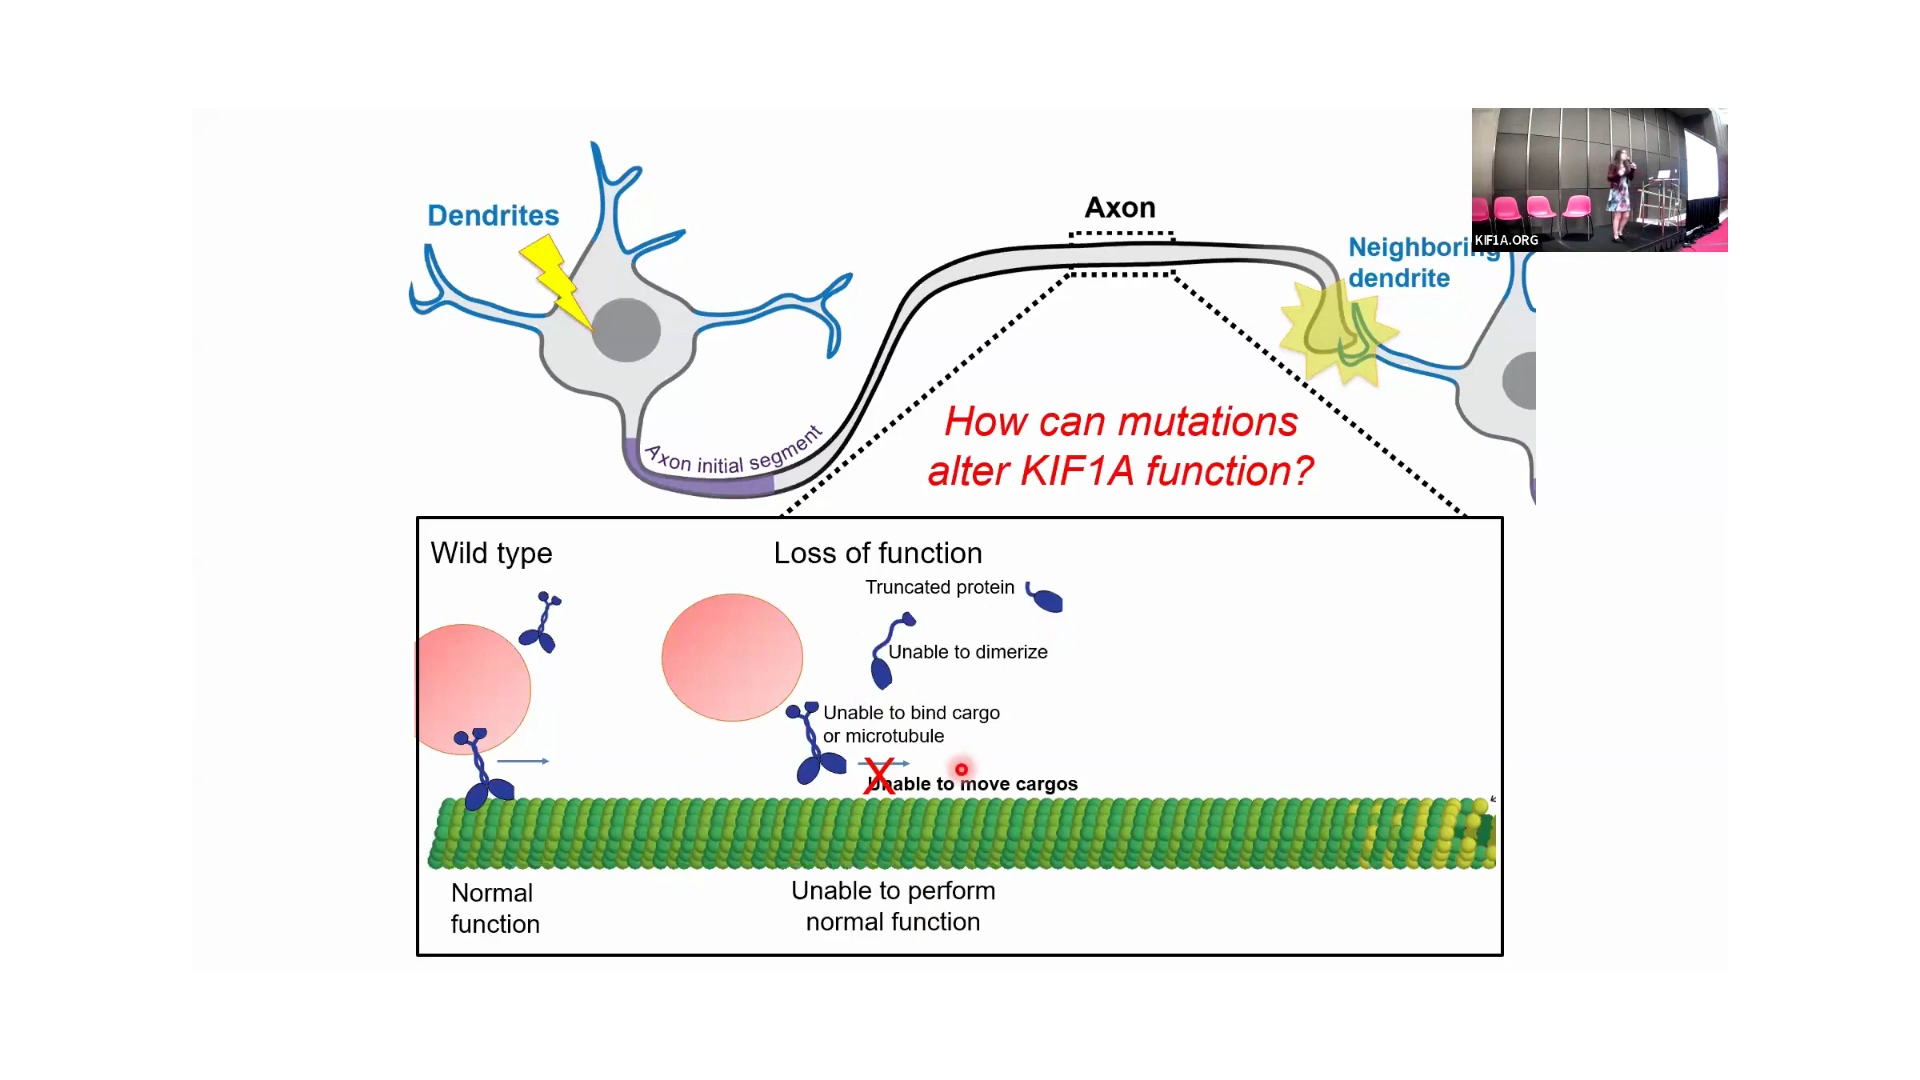 Dendrites
Axon
Neighboring
dendrite
KIF1A.ORG
Axon initial segment
How can mutations
alter KIF1A function?
Wild type
Loss of function
Truncated protein
Unable to dimerize
Unable to bind cargo
or microtubule
X
Unable to move cargos
Normal
function
Unable to perform
normal function